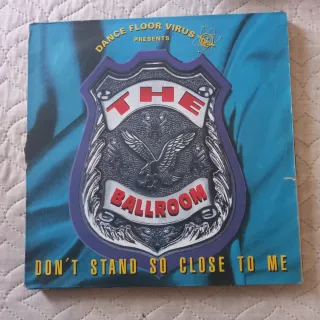 DANCE FLOOR VIRUS
PRESENTS
THE
BALLROOM
DON'T STAND SO CLOSE TO ME